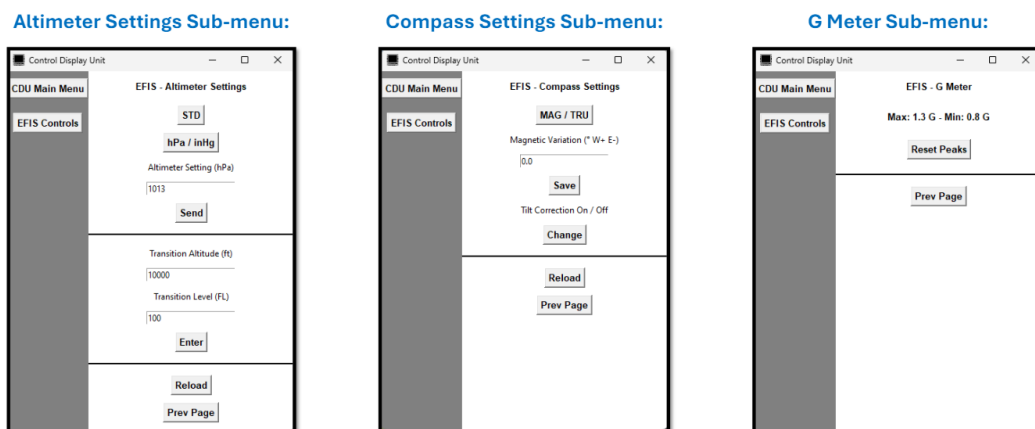 Altimeter Settings Sub-menu:
Control Display Unit
CDU Main Menu
EFIS Controls
EFIS - Altimeter Settings
STD
hPa / inHg
Altimeter Setting (hPa)
1013
Send
Transition Altitude (ft)
10000
Transition Level (FL)
100
Enter
Reload
Prev Page
Compass Settings Sub-menu:
Control Display Unit
CDU Main Menu
EFIS Controls
EFIS - Compass Settings
MAG / TRU
Magnetic Variation (° W+ E-)
0.0
Save
Tilt Correction On / Off
Change
Reload
Prev Page
G Meter Sub-menu:
Control Display Unit
CDU Main Menu
EFIS Controls
EFIS - G Meter
Max: 1.3 G - Min: 0.8 G
Reset Peaks
Prev Page